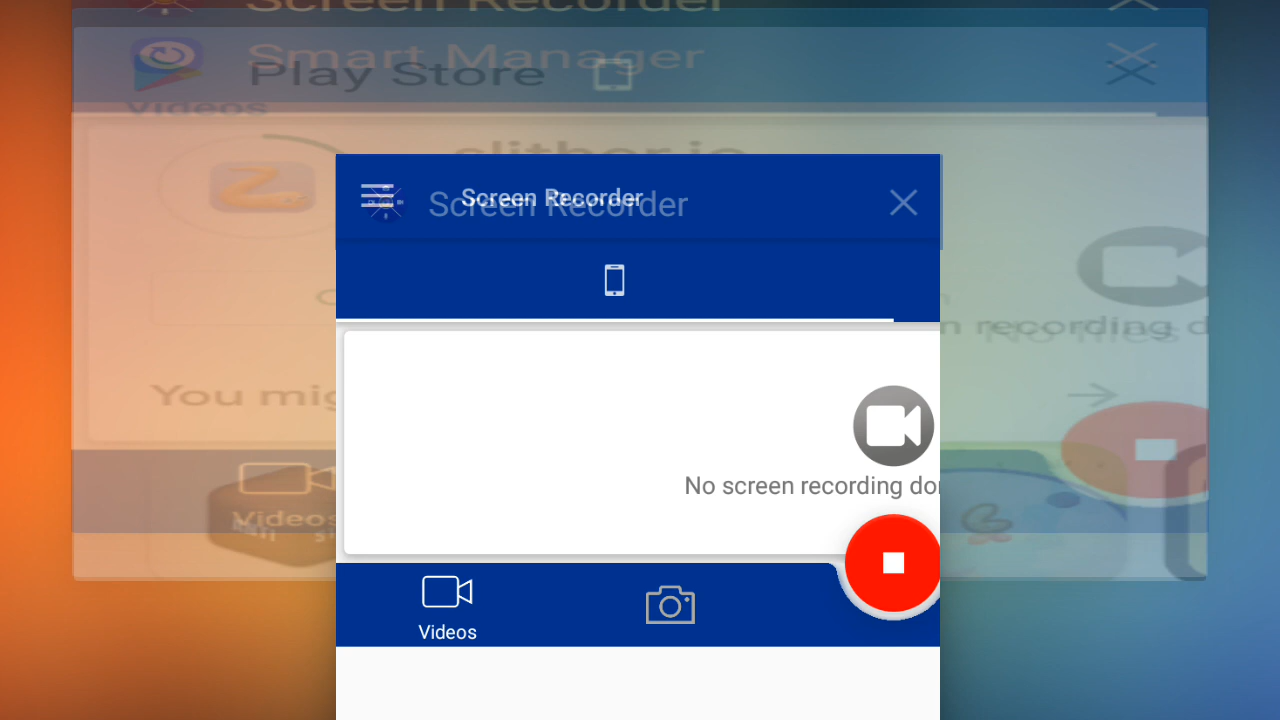 Screen Recorder
Smart Manager
Play Store
Videos
slither.io
Screen Recorder
Screen Recorder
recording d
No files
You mig
No screen recording do
Videos
Videos